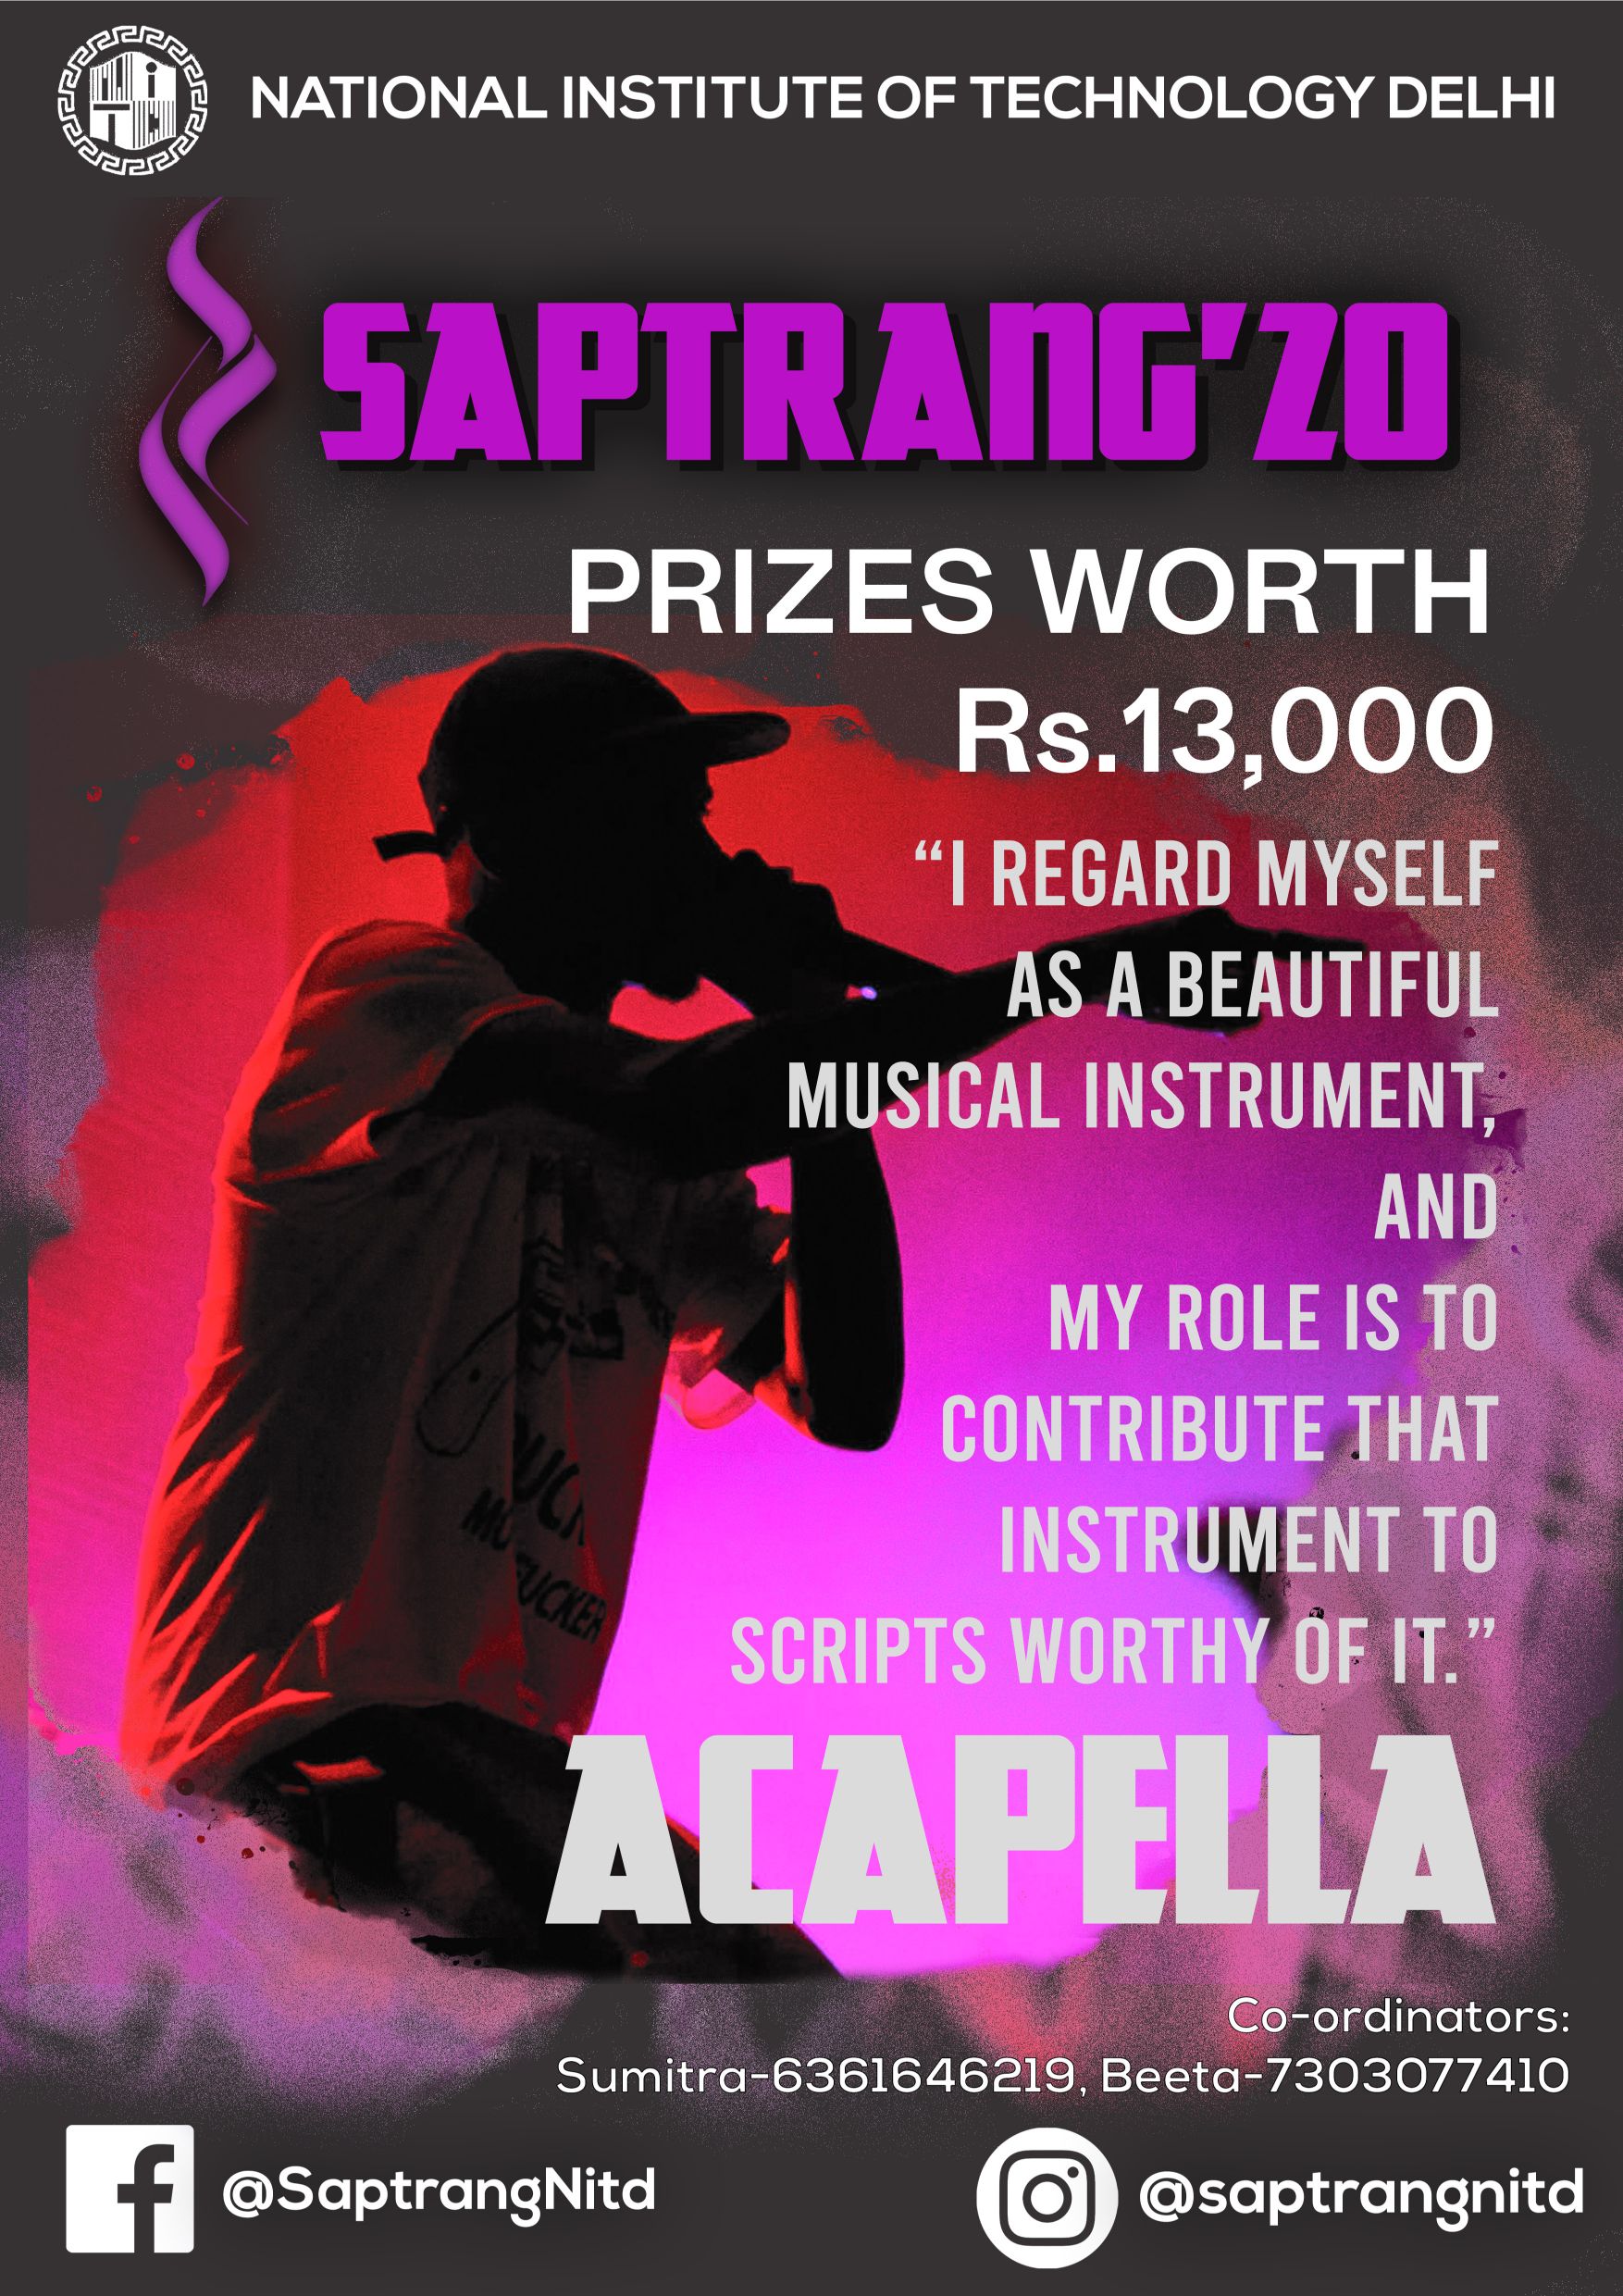 NATIONAL INSTITUTE OF TECHNOLOGY DELHI
SAPTRANG'20
PRIZES WORTH
Rs.13,000
“I REGARD MYSELF
AS A BEAUTIFUL
MUSICAL INSTRUMENT,
AND
MY ROLE IS TO
CONTRIBUTE THAT
INSTRUMENT TO
SCRIPTS WORTHY OF IT.”
ACAPELLA
Co-ordinators:
Sumitra-6361646219, Beeta-7303077410
@SaptrangNitd
@saptrangnitd